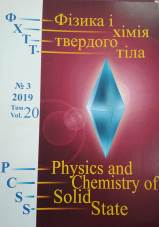 Ф
Х
Т
Т
Фізика і
хімія
твердого
тіла
№ 3
2019
Том
Vol. 20
P
C
S
S
Physics and
Chemistry of
Solid
State